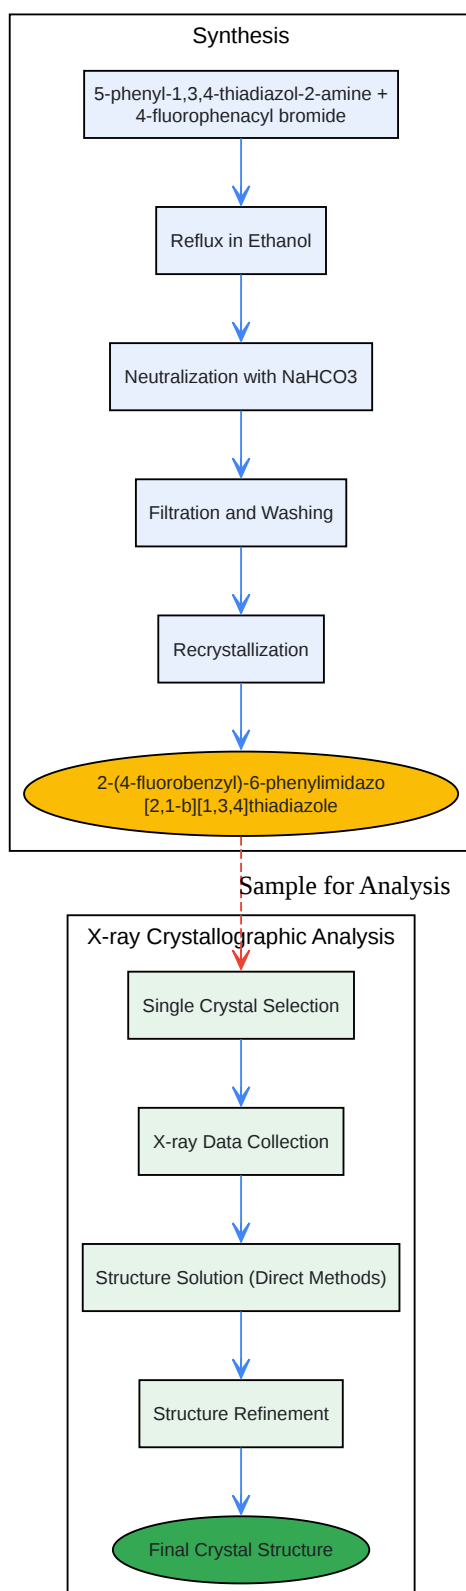 Synthesis
5-phenyl-1,3,4-thiadiazol-2-amine +
4-fluorophenacyl bromide
Reflux in Ethanol
Neutralization with NaHCO3
Filtration and Washing
Recrystallization
2-(4-fluorobenzyl)-6-phenylimidazo
[2,1-b][1,3,4]thiadiazole
Sample for Analysis
X-ray Crystallographic Analysis
Single Crystal Selection
X-ray Data Collection
Structure Solution (Direct Methods)
Structure Refinement
Final Crystal Structure